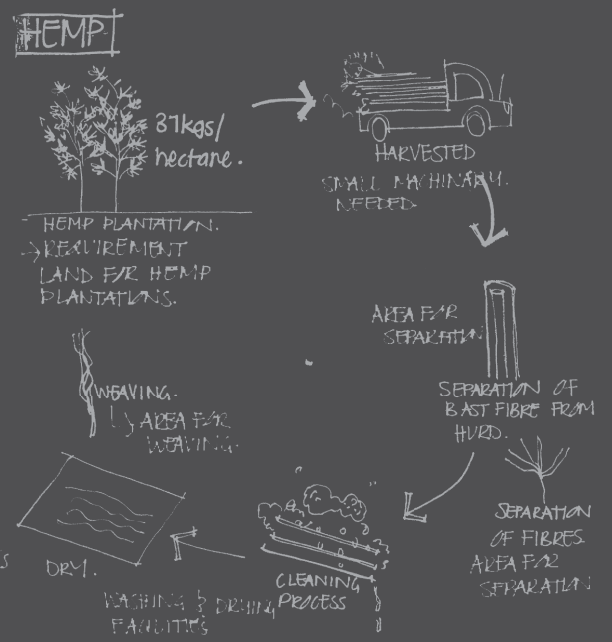 HEMP
37kgs/
hectare.
HARVESTED
SMALL MACHINARY.
NEEDED.
- HEMP PLANTATION.
-> REQUIREMENT
LAND FOR HEMP
PLANTATIONS.
AREA FOR
SEPARATION
SEPARATION OF
BAST FIBRE FROM
HURD.
SEPARATION
OF FIBRES.
AREA FOR
SEPARATION
CLEANING
PROCESS
WASHING & DRYING
FACILITIES
DRY.
WEAVING.
AREA FOR
WEAVING.